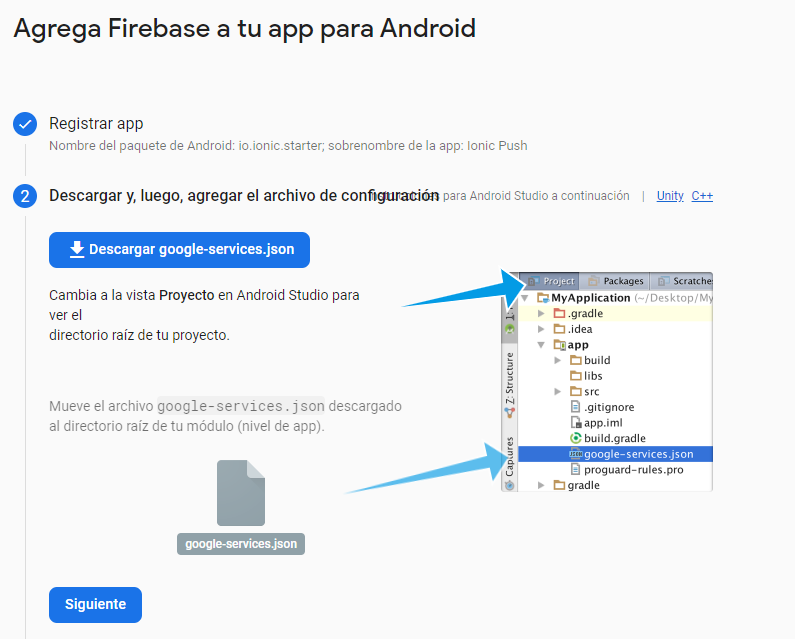 Agrega Firebase a tu app para Android
Registrar app
Nombre del paquete de Android: io.ionic.starter; sobrenombre de la app: Ionic Push
2 Descargar y, luego, agregar el archivo de configuración
para Android Studio a continuación | Unity C++
Descargar google-services.json
Cambia a la vista Proyecto en Android Studio para
ver el
directorio raíz de tu proyecto.
Mueve el archivo google-services.json descargado
al directorio raíz de tu módulo (nivel de app).
google-services.json
Siguiente
Project Packages Scratches
MyApplication (~/Desktop/My
.gradle
.idea
app
build
libs
src
.gitignore
app.iml
build.gradle
google-services.json
proguard-rules.pro
gradle
1:
Z: Structure
Captures